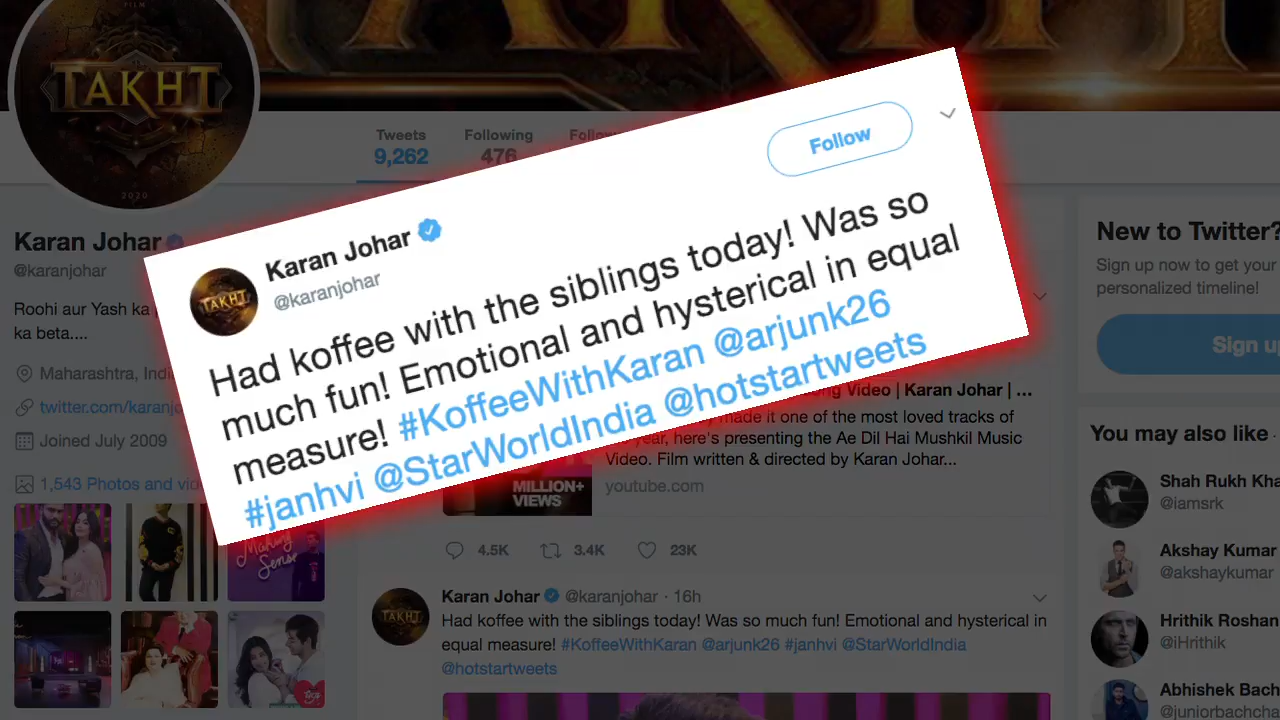 FILM
TAKHT
2020
Tweets
9,262
Following
476
Karan Johar
@karanjohar
Roohi aur Yash ka
ka beta....
Maharashtra,
twitter.com/karanjo
Joined July 2009
1,543 Photos and
Making
Sense
Follow
Karan Johar
@karanjohar
TAKHT
Had koffee with the siblings today! Was so
much fun! Emotional and hysterical in equal
measure! #KoffeeWithKaran @arjunk26
#janhvi @StarWorldIndia @hotstartweets
Video | Karan Johar | ...
made it one of the most loved tracks of
year, here's presenting the Ae Dil Hai Mushkil Music
Video. Film written & directed by Karan Johar...
youtube.com
MILLION+
VIEWS
4.5K 3.4K 23K
TAKHT
Karan Johar @karanjohar · 16h
Had koffee with the siblings today! Was so much fun! Emotional and hysterical in
equal measure! #KoffeeWithKaran @arjunk26 #janhvi @StarWorldIndia
@hotstartweets
New to Twitter?
Sign up now to get your
personalized timeline!
Sign up
You may also like
Shah Rukh Kha
@iamsrk
Akshay Kumar
@akshaykumar
Hrithik Roshan
@iHrithik
Abhishek Bach
@juniorbachcha